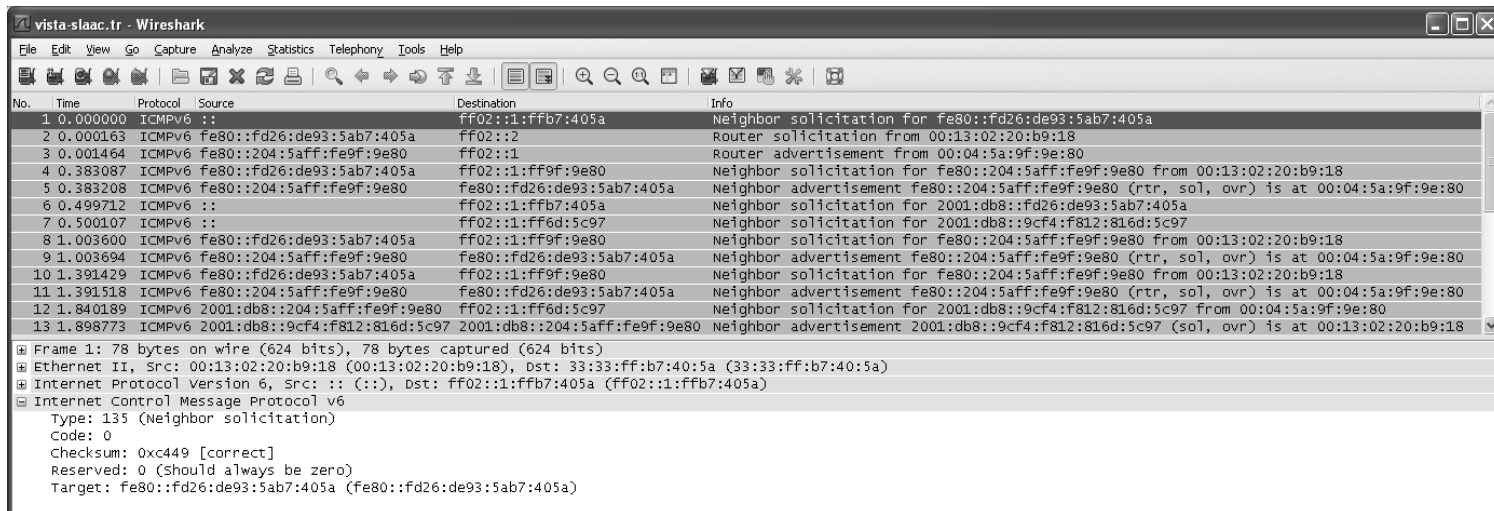 vista-slaac.tr - Wireshark
File Edit View Go Capture Analyze Statistics Telephony Tools Help
No. Time Protocol Source Destination Info
1 0.000000 ICMPv6 :: ff02::1:ffb7:405a Neighbor solicitation for fe80::fd26:de93:5ab7:405a
2 0.000163 ICMPv6 fe80::fd26:de93:5ab7:405a ff02::2 Router solicitation from 00:13:02:20:b9:18
3 0.001464 ICMPv6 fe80::204:5aff:fe9f:9e80 ff02::1 Router advertisement from 00:04:5a:9f:9e:80
4 0.383087 ICMPv6 fe80::fd26:de93:5ab7:405a ff02::1:ff9f:9e80 Neighbor solicitation for fe80::204:5aff:fe9f:9e80 from 00:13:02:20:b9:18
5 0.383208 ICMPv6 fe80::204:5aff:fe9f:9e80 fe80::fd26:de93:5ab7:405a Neighbor advertisement fe80::204:5aff:fe9f:9e80 (rtr, sol, ovr) is at 00:04:5a:9f:9e:80
6 0.499712 ICMPv6 :: ff02::1:ffb7:405a Neighbor solicitation for 2001:db8::fd26:de93:5ab7:405a
7 0.500107 ICMPv6 :: ff02::1:ff6d:5c97 Neighbor solicitation for 2001:db8::9cf4:f812:816d:5c97
8 1.003600 ICMPv6 fe80::fd26:de93:5ab7:405a ff02::1:ff9f:9e80 Neighbor solicitation for fe80::204:5aff:fe9f:9e80 from 00:13:02:20:b9:18
9 1.003694 ICMPv6 fe80::204:5aff:fe9f:9e80 fe80::fd26:de93:5ab7:405a Neighbor advertisement fe80::204:5aff:fe9f:9e80 (rtr, sol, ovr) is at 00:04:5a:9f:9e:80
10 1.391429 ICMPv6 fe80::fd26:de93:5ab7:405a ff02::1:ff9f:9e80 Neighbor solicitation for fe80::204:5aff:fe9f:9e80 from 00:13:02:20:b9:18
11 1.391518 ICMPv6 fe80::204:5aff:fe9f:9e80 fe80::fd26:de93:5ab7:405a Neighbor advertisement fe80::204:5aff:fe9f:9e80 (rtr, sol, ovr) is at 00:04:5a:9f:9e:80
12 1.840189 ICMPv6 2001:db8::204:5aff:fe9f:9e80 ff02::1:ff6d:5c97 Neighbor solicitation for 2001:db8::9cf4:f812:816d:5c97 from 00:04:5a:9f:9e:80
13 1.898773 ICMPv6 2001:db8::9cf4:f812:816d:5c97 2001:db8::204:5aff:fe9f:9e80 Neighbor advertisement 2001:db8::9cf4:f812:816d:5c97 (sol, ovr) is at 00:13:02:20:b9:18
Frame 1: 78 bytes on wire (624 bits), 78 bytes captured (624 bits)
Ethernet II, Src: 00:13:02:20:b9:18 (00:13:02:20:b9:18), Dst: 33:33:ff:b7:40:5a (33:33:ff:b7:40:5a)
Internet Protocol Version 6, Src: :: (::), Dst: ff02::1:ffb7:405a (ff02::1:ffb7:405a)
Internet Control Message Protocol v6
Type: 135 (Neighbor solicitation)
Code: 0
Checksum: 0xc449 [correct]
Reserved: 0 (Should always be zero)
Target: fe80::fd26:de93:5ab7:405a (fe80::fd26:de93:5ab7:405a)